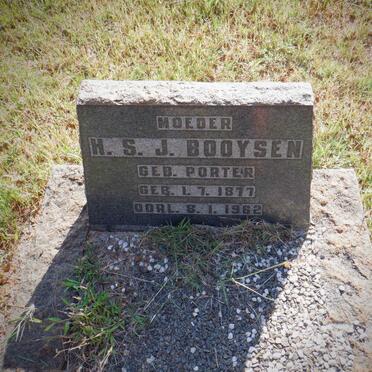 MOEDER
H. S. J. BOOYSEN
GEB. PORTER
GEB. 1. 7. 1877
OORL. 8. 1. 1962